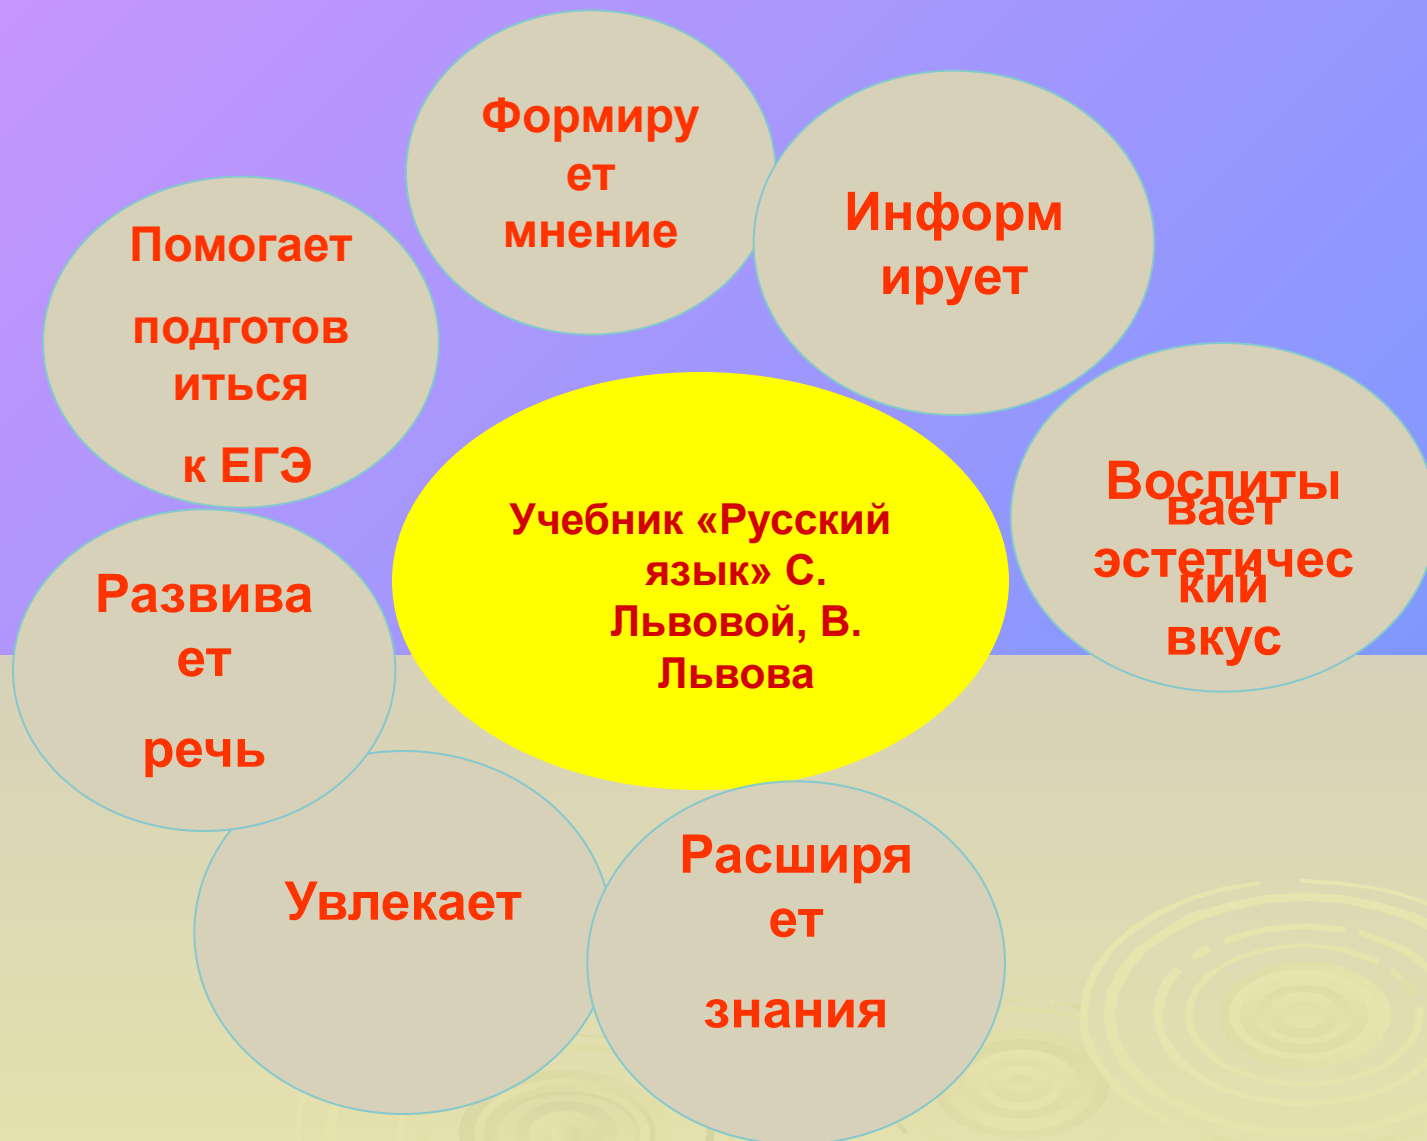 Формиру
ет
мнение
Информ
ирует
Помогает
подготов
иться
к ЕГЭ
Воспиты
вает
эстетичес
кий
вкус
Учебник «Русский
язык» С.
Львовой, В.
Львова
Развива
ет
речь
Увлекает
Расширя
ет
знания